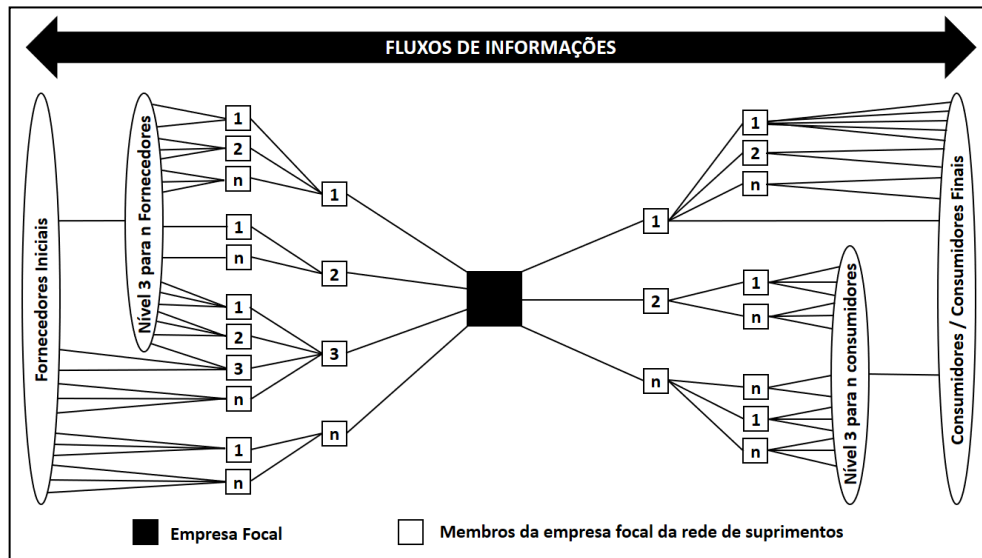 FLUXOS DE INFORMAÇÕES
Fornecedores Iniciais
Nível 3 para n Fornecedores
1
2
n
1
n
1
2
3
n
1
n
1
2
3
n
1
2
n
1
2
n
1
n
n
1
n
Nível 3 para n consumidores
Consumidores / Consumidores Finais
Empresa Focal
Membros da empresa focal da rede de suprimentos